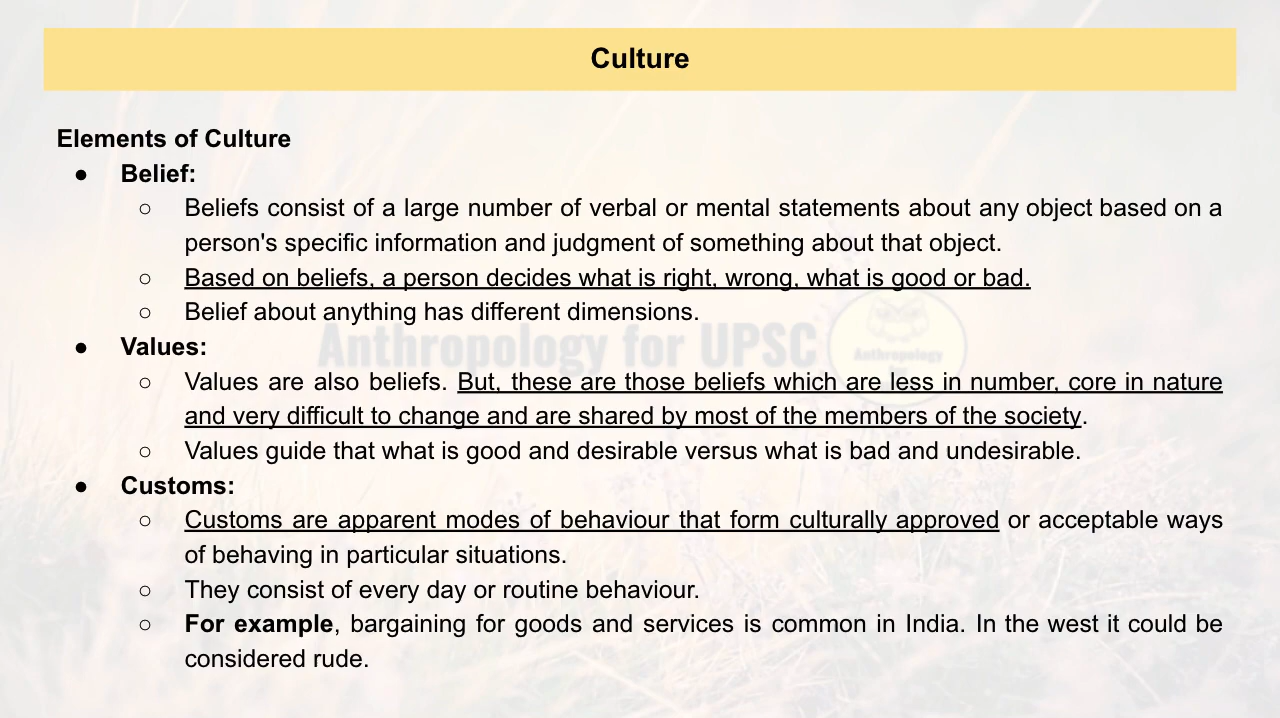 Culture
Elements of Culture
● Belief:
○ Beliefs consist of a large number of verbal or mental statements about any object based on a
person's specific information and judgment of something about that object.
○ Based on beliefs, a person decides what is right, wrong, what is good or bad.
○ Belief about anything has different dimensions.
Anthropology for UPSC
Anthropology
● Values:
○ Values are also beliefs. But, these are those beliefs which are less in number, core in nature
and very difficult to change and are shared by most of the members of the society.
○ Values guide that what is good and desirable versus what is bad and undesirable.
● Customs:
○ Customs are apparent modes of behaviour that form culturally approved or acceptable ways
of behaving in particular situations.
○ They consist of every day or routine behaviour.
○ For example, bargaining for goods and services is common in India. In the west it could be
considered rude.